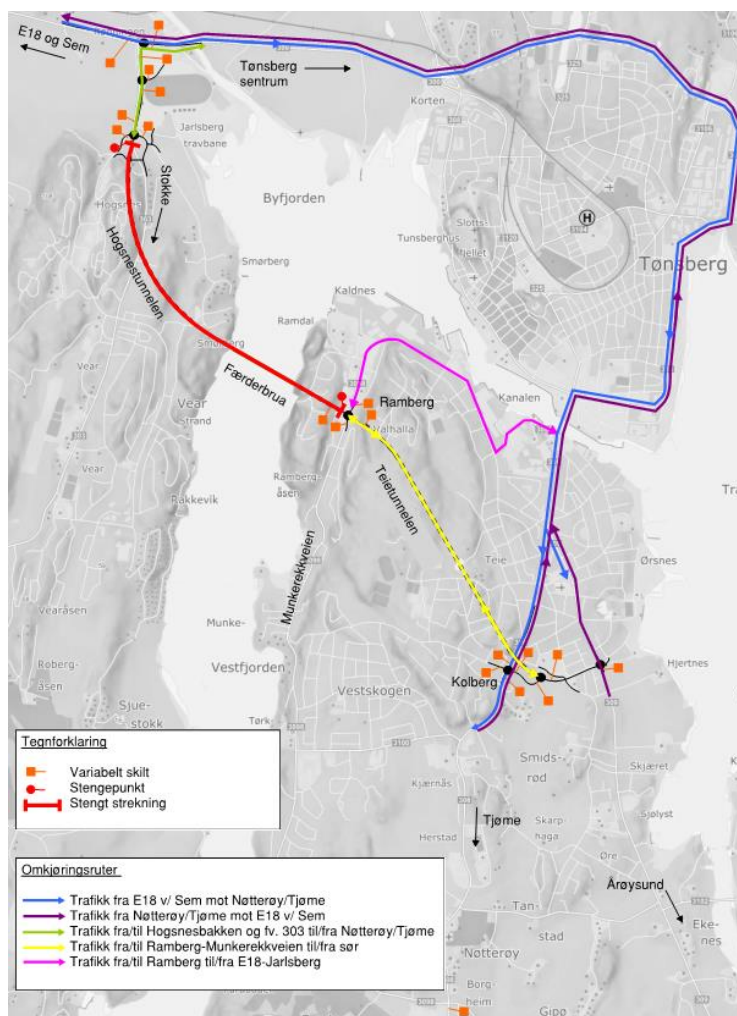 E18 og Sem
Tønsberg
sentrum
Korten
Jarlsberg
travbane
Stokke
Hogsnes
Byfjorden
Slotts-
fjellet
Tunsberghus
H
Tønsberg
Hogsnestunnelen
Smørberg
Kaldnes
Ramdal
Færderbrua
Kanalen
Ramberg
Valhalla
Vear
Strand
Vear
Ramberg-
åsen
Teietunnelen
Rakkevik
Munkerekkveien
Teie
Ørsnes
Vearåsen
Munke-
Vestfjorden
Hjertnes
Roberg-
åsen
Kolberg
Vestskogen
Sjue-
stokk
Smids-
rød
Tegnforklaring
Variabelt skilt
Stengepunkt
Stengt strekning
Skjæret
Kjærnås
Sjølyst
Herstad
Tjøme
Skarp-
haga
Øre
Årøysund
Omkjøringsruter
Trafikk fra E18 v/ Sem mot Nøtterøy/Tjøme
Trafikk fra Nøtterøy/Tjøme mot E18 v/ Sem
Trafikk fra/til Hogsnesbakken og fv. 303 til/fra Nøtterøy/Tjøme
Trafikk fra/til Ramberg-Munkerekkveien til/fra sør
Trafikk fra/til Ramberg til/fra E18-Jarlsberg
Tan-
stad
Eke-
nes
Nøtterøy
Borg-
heim
Gipø